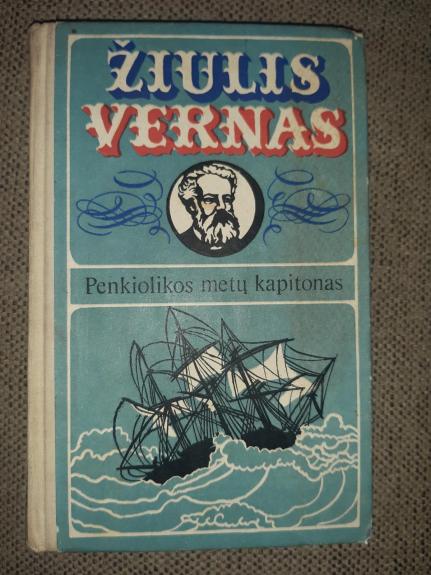 ŽIULIS
VERNAS
Penkiolikos metų kapitonas